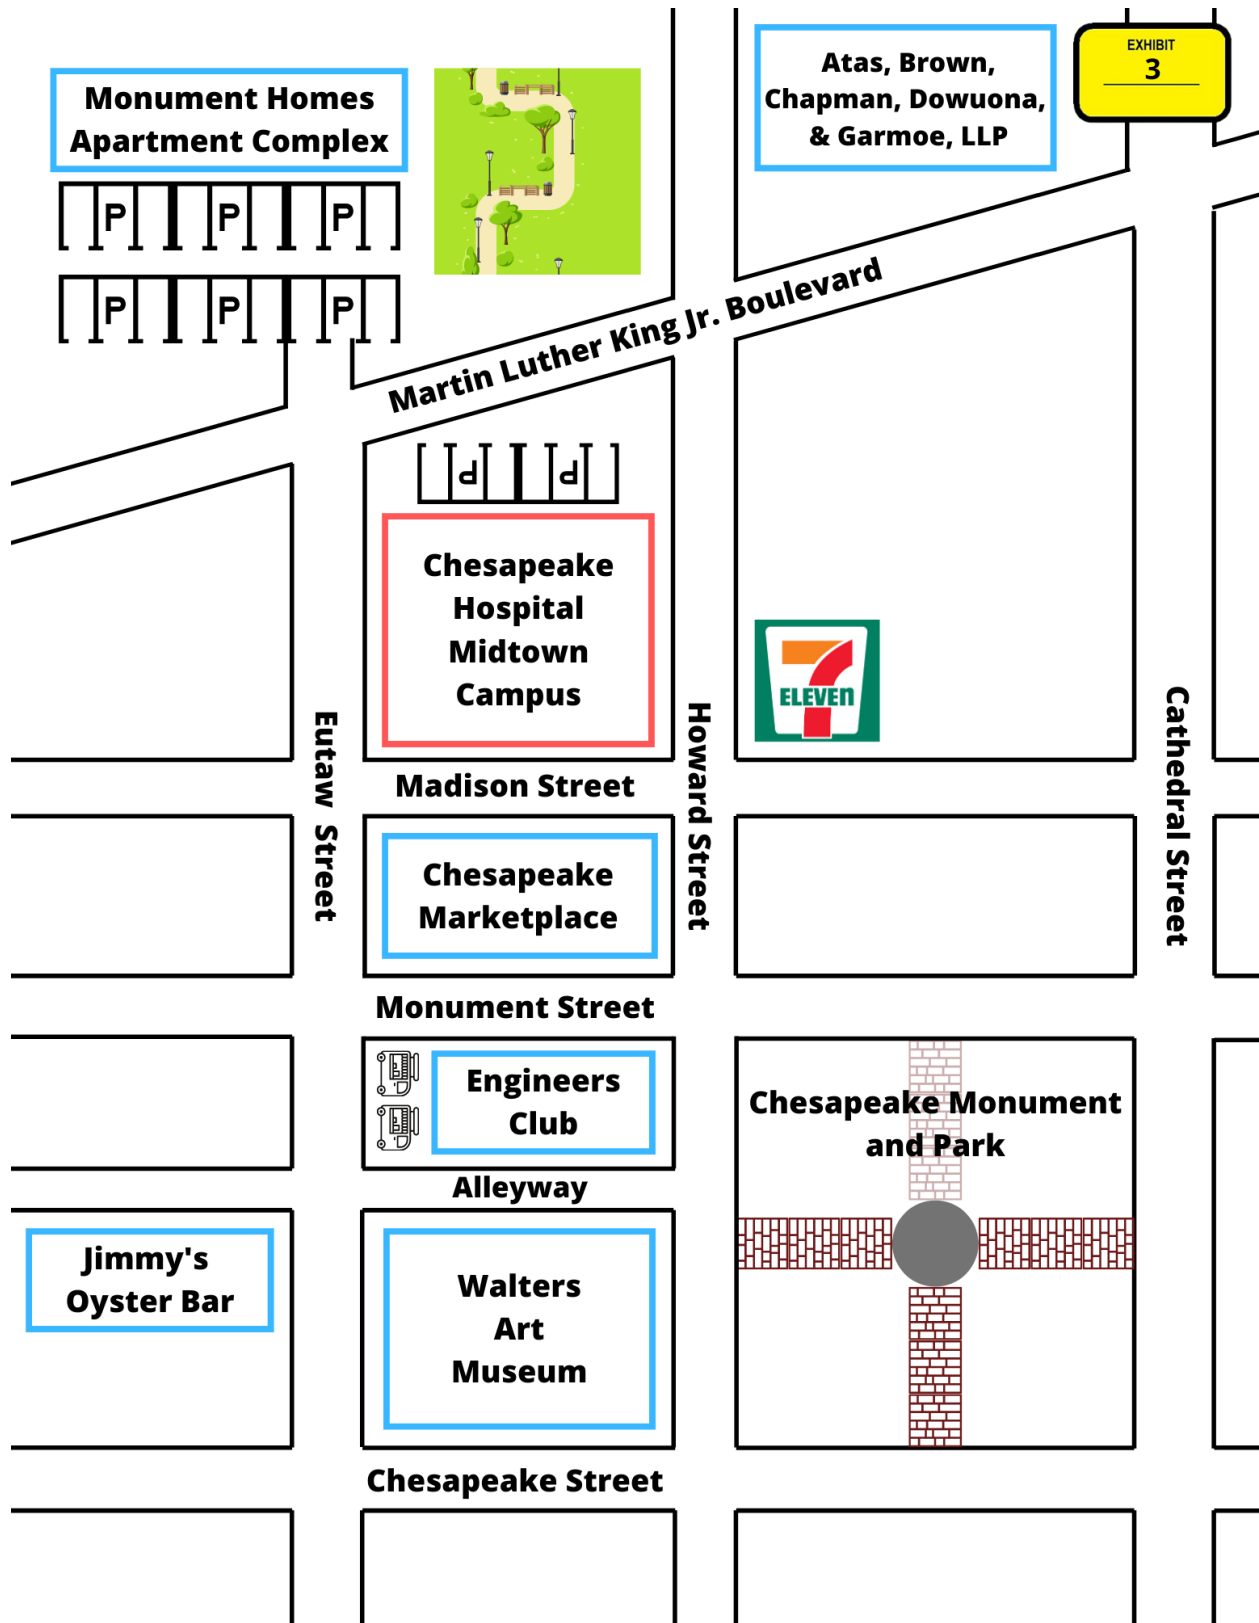 EXHIBIT
3
Atas, Brown,
Chapman, Dowuona,
& Garmoe, LLP
Monument Homes
Apartment Complex
P P P
P P P
Martin Luther King Jr. Boulevard
P P
Chesapeake
Hospital
Midtown
Campus
7
ELEVEN
Eutaw Street
Howard Street
Cathedral Street
Madison Street
Chesapeake
Marketplace
Monument Street
Engineers
Club
Chesapeake Monument
and Park
Alleyway
Jimmy's
Oyster Bar
Walters
Art
Museum
Chesapeake Street